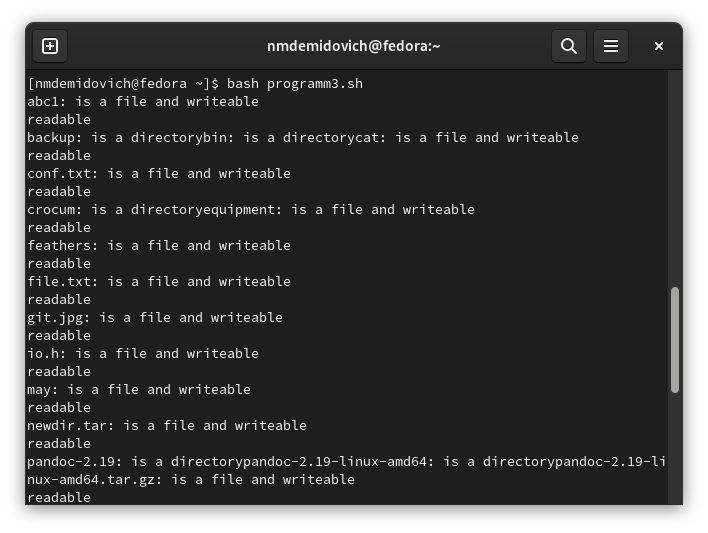 nmdemidovich@fedora:~
[nmdemidovich@fedora ~]$ bash programm3.sh
abc1: is a file and writeable
readable
backup: is a directorybin: is a directorycat: is a file and writeable
readable
conf.txt: is a file and writeable
readable
crocum: is a directoryequipment: is a file and writeable
readable
feathers: is a file and writeable
readable
file.txt: is a file and writeable
readable
git.jpg: is a file and writeable
readable
io.h: is a file and writeable
readable
may: is a file and writeable
readable
newdir.tar: is a file and writeable
readable
pandoc-2.19: is a directorypandoc-2.19-linux-amd64: is a directorypandoc-2.19-li
nux-amd64.tar.gz: is a file and writeable
readable